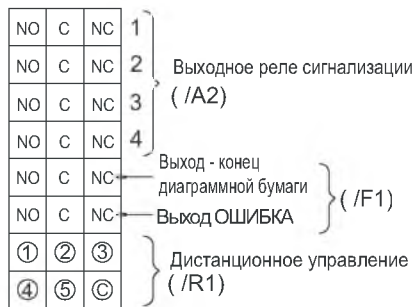 NO C NC 1
NO C NC 2
Выходное реле сигнализации
NO C NC 3
( /A2)
NO C NC 4
Выход - конец
NO C NC
диаграммной бумаги
( /F1)
NO C NC Выход ОШИБКА
① ② ③
Дистанционное управление
④ ⑤ Ⓒ
( /R1)